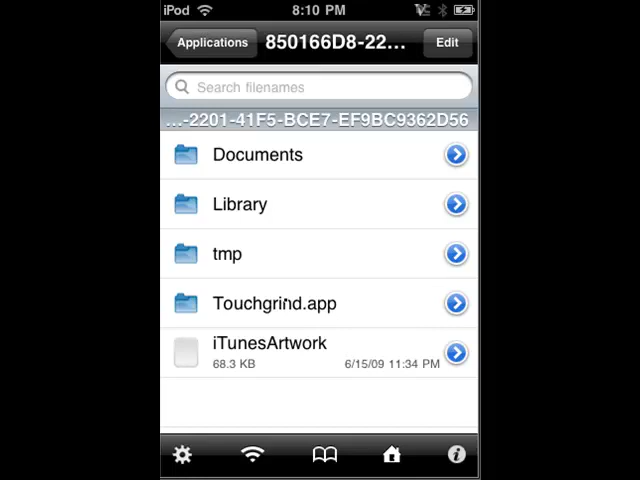 iPod 8:10 PM
Applications 850166D8-22... Edit
Search filenames
...-2201-41F5-BCE7-EF9BC9362D56
Documents
Library
tmp
Touchgrind.app
iTunesArtwork
68.3 KB 6/15/09 11:34 PM